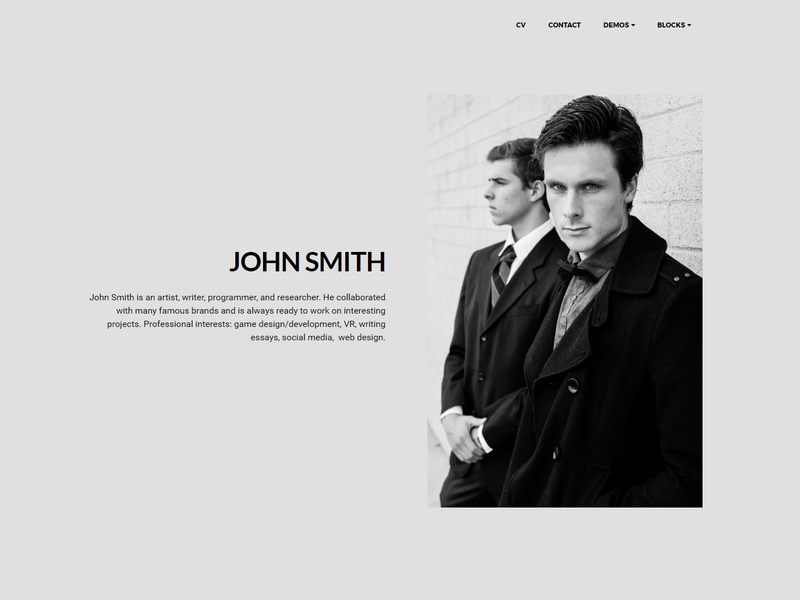 CV CONTACT DEMOS BLOCKS
JOHN SMITH
John Smith is an artist, writer, programmer, and researcher. He collaborated
with many famous brands and is always ready to work on interesting
projects. Professional interests: game design/development, VR, writing
essays, social media, web design.